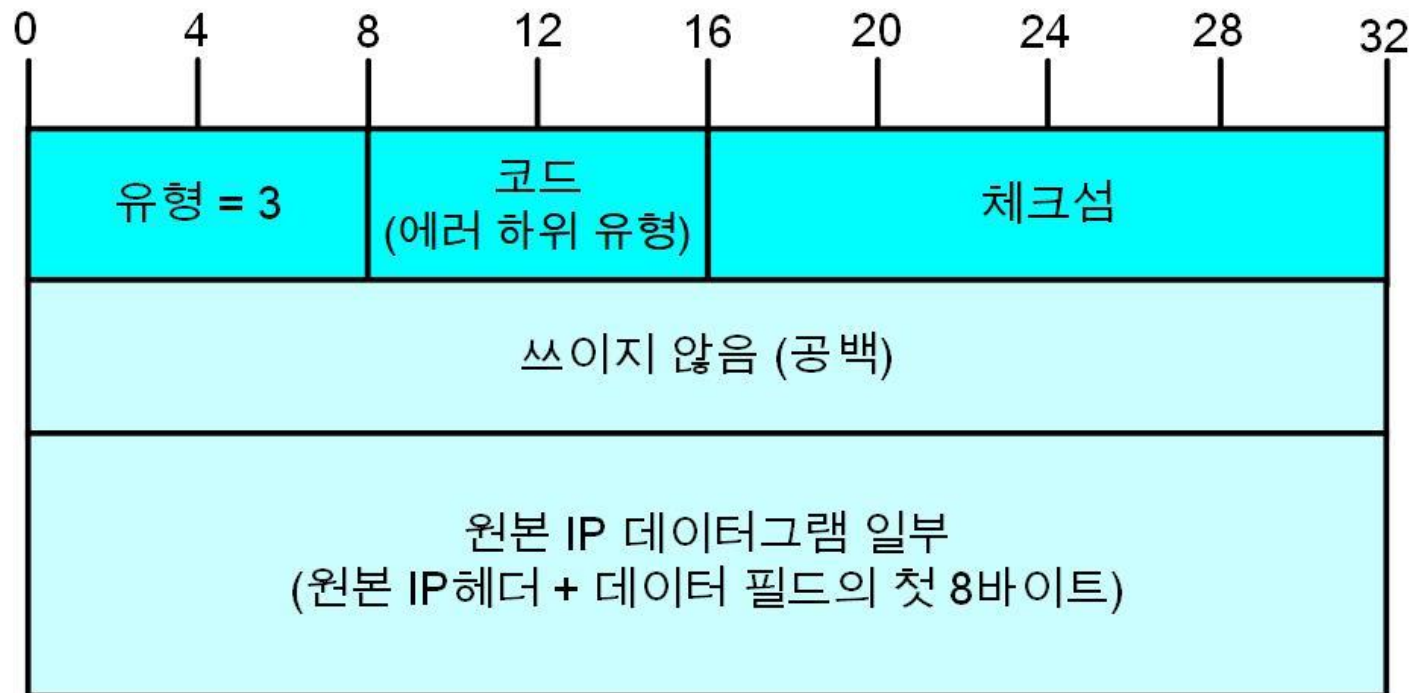 0 4 8 12 16 20 24 28 32
유형 = 3
코드
(에러 하위 유형)
체크섬
쓰이지 않음 (공백)
원본 IP 데이터그램 일부
(원본 IP헤더 + 데이터 필드의 첫 8바이트)